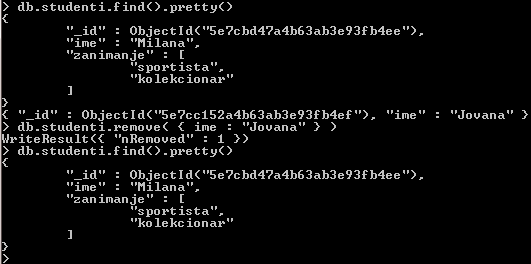 > db.studenti.find().pretty()
{
        "_id" : ObjectId("5e7cbd47a4b63ab3e93fb4ee"),
        "ime" : "Milana",
        "zanimanje" : [
                "sportista",
                "kolekcionar"
        ]
}
{ "_id" : ObjectId("5e7cc152a4b63ab3e93fb4ef"), "ime" : "Jovana" }
> db.studenti.remove( { ime : "Jovana" } )
WriteResult({ "nRemoved" : 1 })
> db.studenti.find().pretty()
{
        "_id" : ObjectId("5e7cbd47a4b63ab3e93fb4ee"),
        "ime" : "Milana",
        "zanimanje" : [
                "sportista",
                "kolekcionar"
        ]
}
>